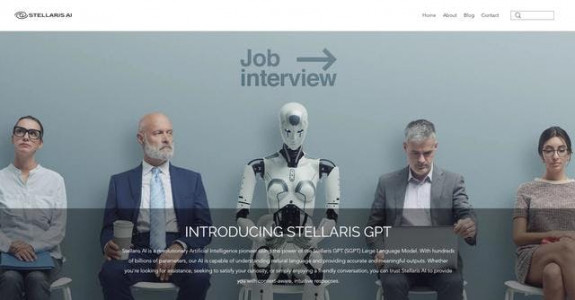 STELLARIS.AI
Home About Blog Contact
Job
interview
INTRODUCING STELLARIS GPT
Stellaris AI is a revolutionary Artificial Intelligence pioneer with the power of the Stellaris GPT (SGPT) Large Language Model. With hundreds
of billions of parameters, our AI is capable of understanding natural language and providing accurate and meaningful outputs. Whether
you're looking for assistance, seeking to satisfy your curiosity, or simply enjoying a friendly conversation, you can trust Stellaris AI to provide
you with context-aware, intuitive responses.